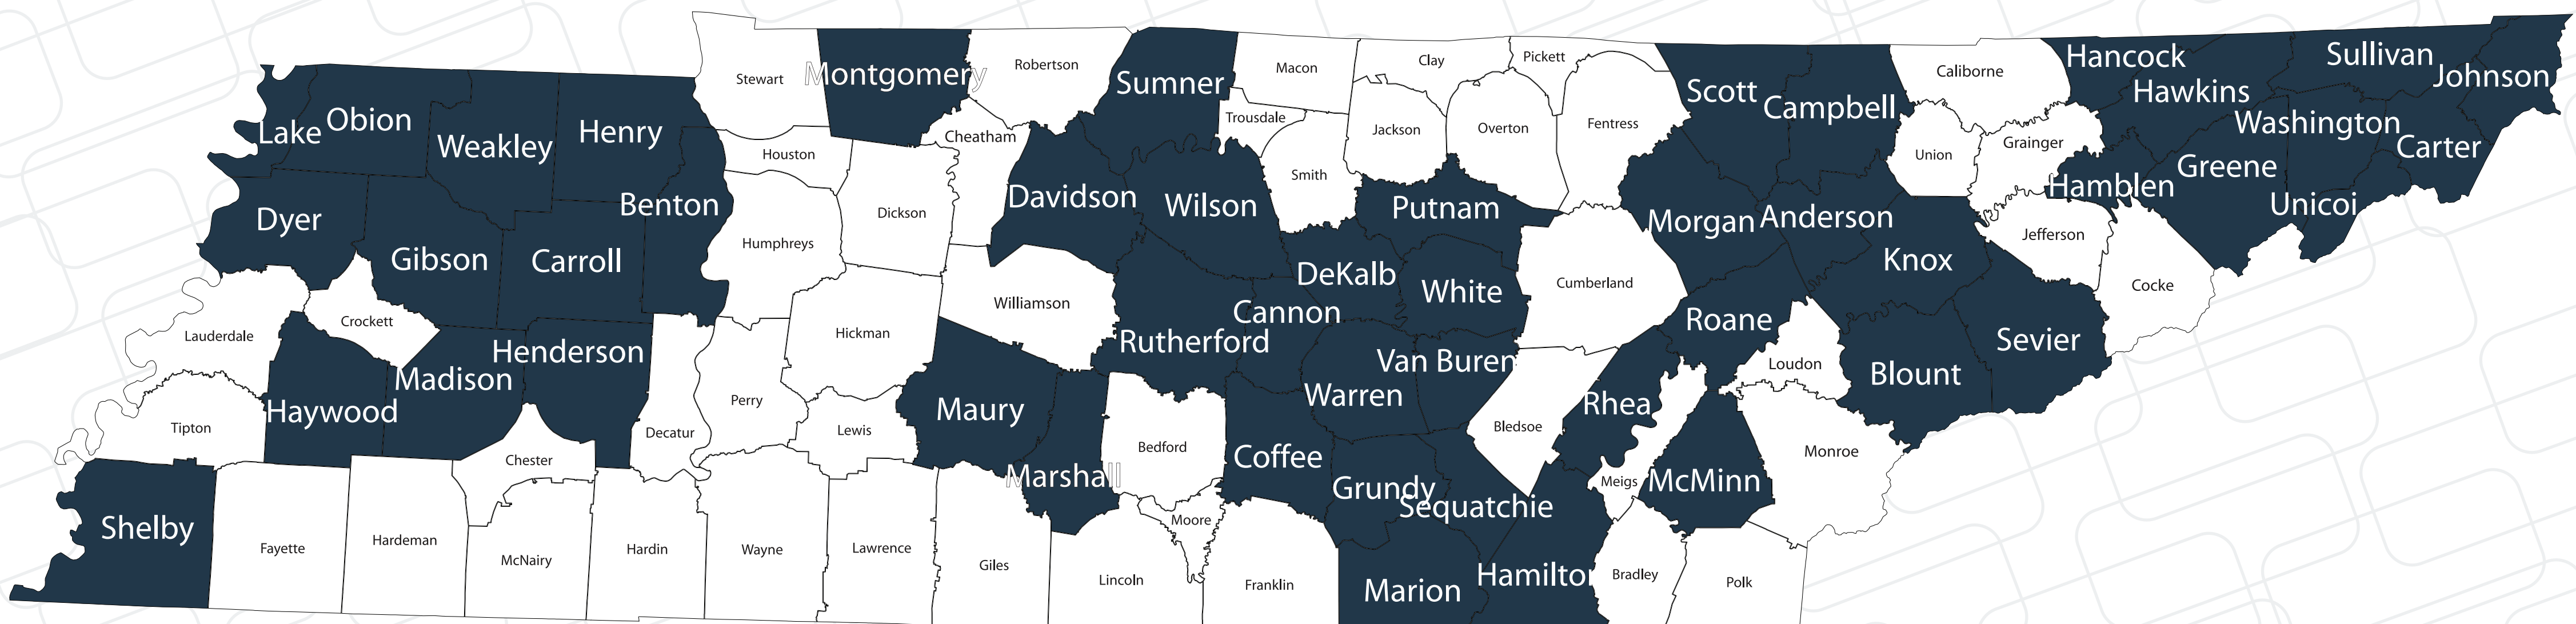 Stewart
Montgomery
Robertson
Sumner
Macon
Clay
Pickett
Scott
Campbell
Caliborne
Hancock
Sullivan
Johnson
Hawkins
Lake
Obion
Weakley
Henry
Houston
Cheatham
Trousdale
Jackson
Overton
Fentress
Union
Grainger
Washington
Carter
Greene
Hamblen
Unicoi
Dyer
Benton
Dickson
Davidson
Wilson
Smith
Putnam
Morgan
Anderson
Knox
Jefferson
Cocke
Gibson
Carroll
Humphreys
Williamson
DeKalb
White
Cumberland
Cannon
Rutherford
Roane
Sevier
Lauderdale
Crockett
Hickman
Henderson
Madison
Van Buren
Warren
Loudon
Blount
Haywood
Tipton
Perry
Decatur
Lewis
Maury
Rhea
Bledsoe
Bedford
Coffee
Marshall
Chester
Grundy
Sequatchie
Meigs
McMinn
Monroe
Shelby
Fayette
Hardeman
McNairy
Hardin
Wayne
Lawrence
Giles
Moore
Lincoln
Franklin
Marion
Hamilton
Bradley
Polk